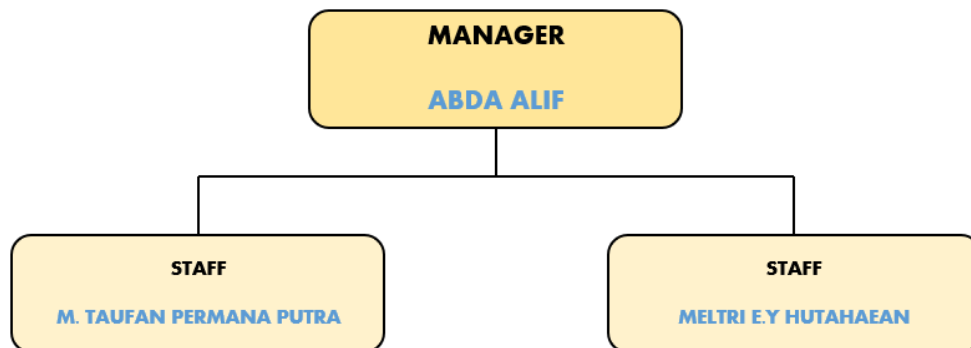 MANAGER
ABDA ALIF
STAFF
M. TAUFAN PERMANA PUTRA
STAFF
MELTRI E.Y HUTAHAEAN